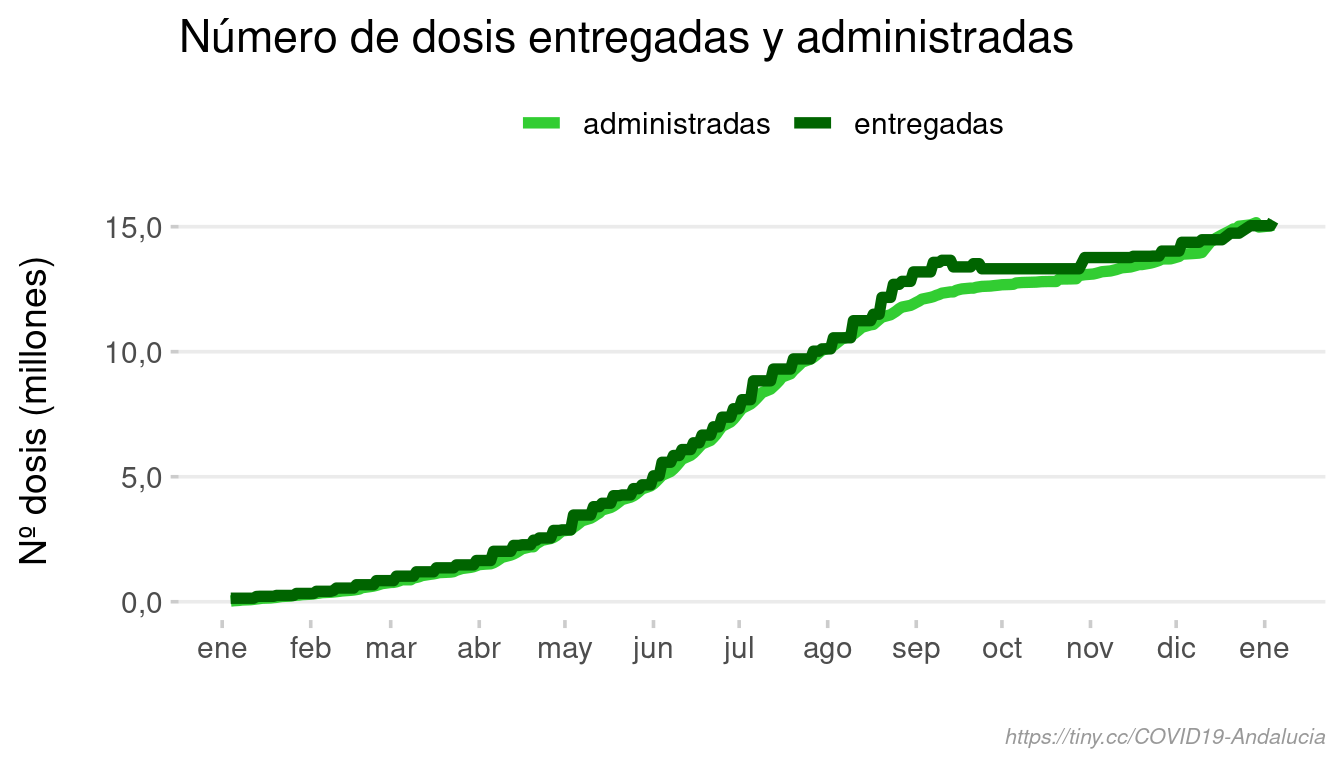 Número de dosis entregadas y administradas
administradas entregadas
Nº dosis (millones)
15,0
10,0
5,0
0,0
ene feb mar abr may jun jul ago sep oct nov dic ene
https://tiny.cc/COVID19-Andalucia